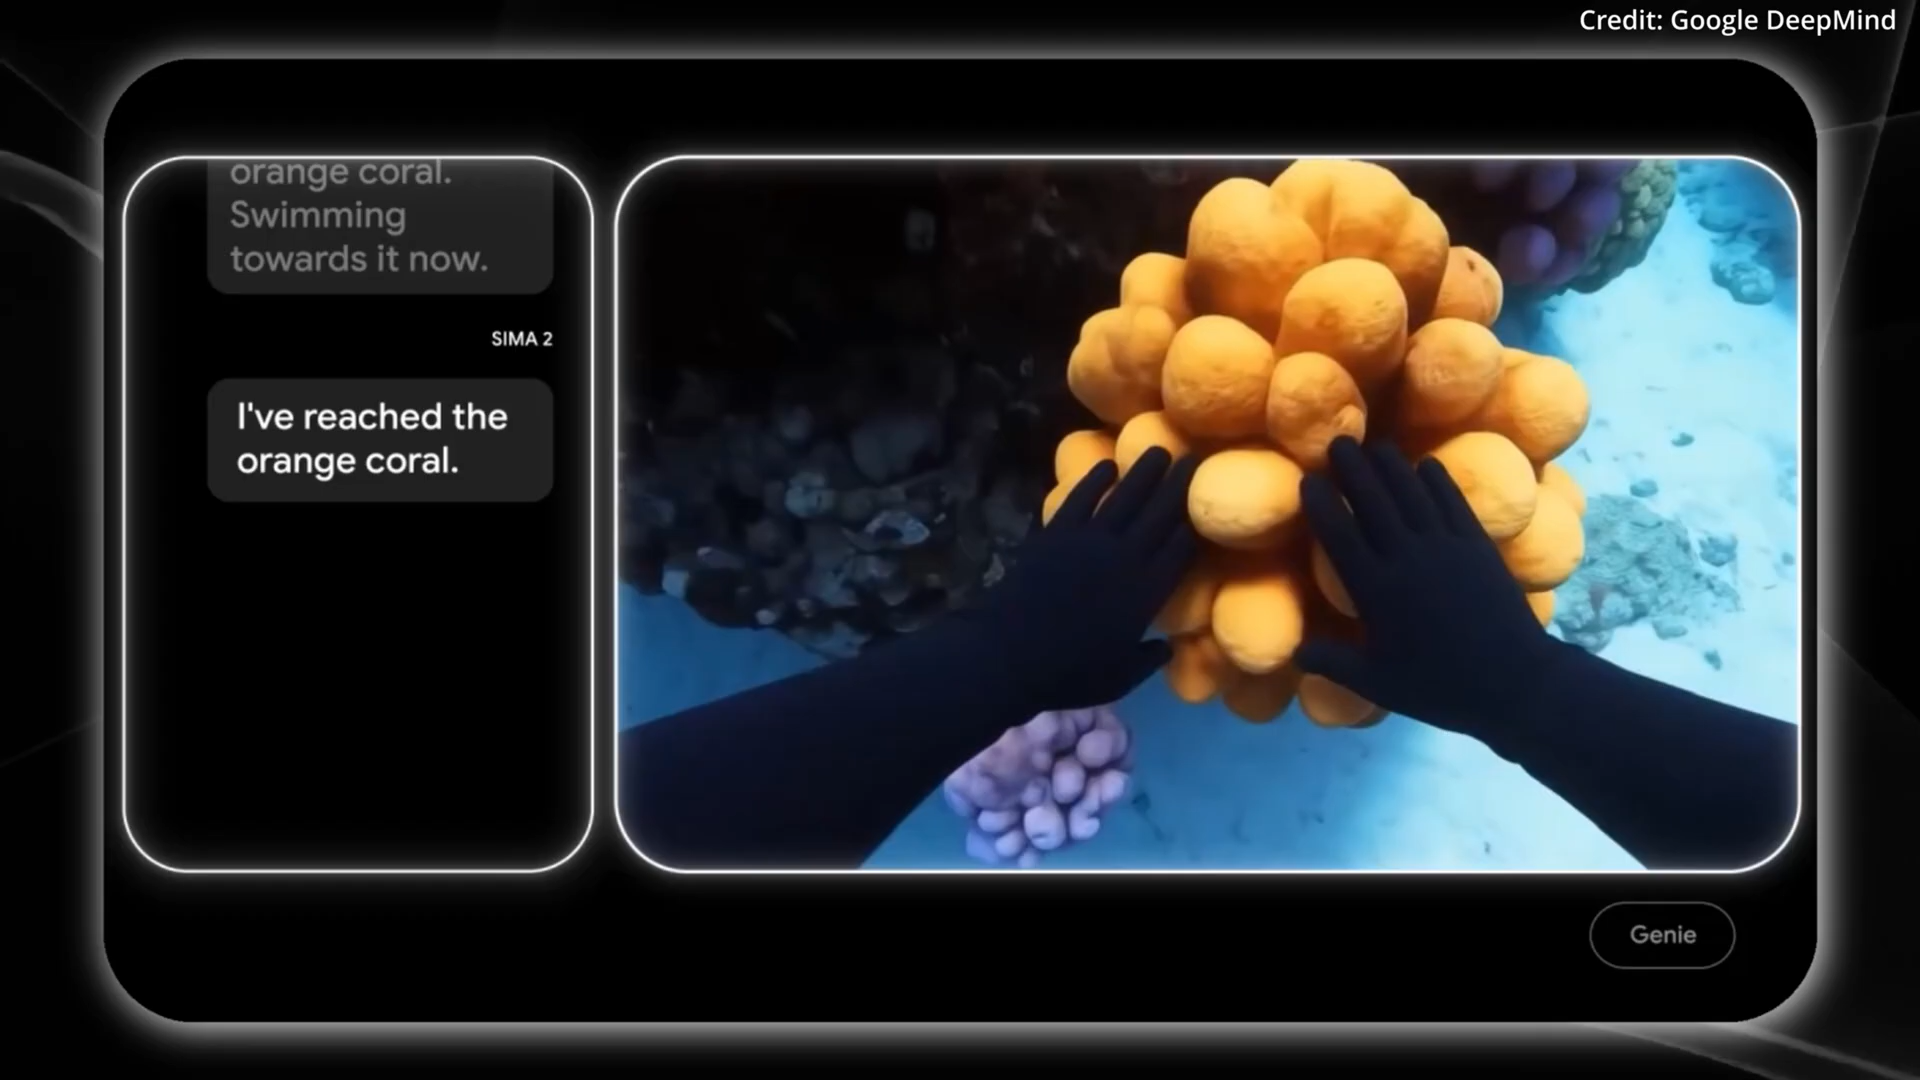 Credit: Google DeepMind
orange coral.
Swimming
towards it now.
SIMA 2
I've reached the
orange coral.
Genie